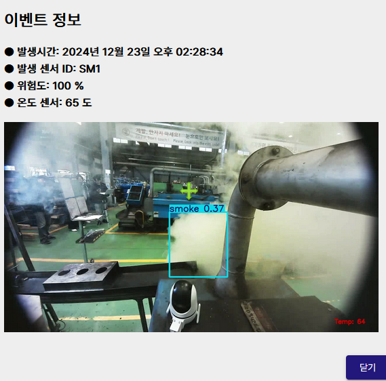 이벤트 정보
● 발생시간: 2024년 12월 23일 오후 02:28:34
● 발생 센서 ID: SM1
● 위험도: 100 %
● 온도 센서: 65 도
smoke 0.37
Temp: 64
닫기